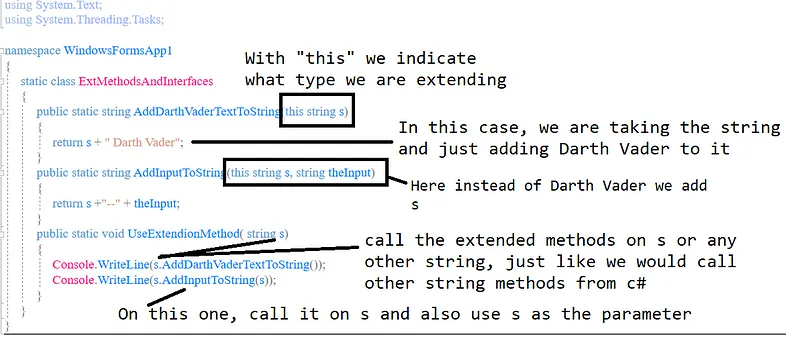 using System.Text;
using System.Threading.Tasks;
namespace WindowsFormsApp1
{
With "this" we indicate
what type we are extending
static class ExtMethodsAndInterfaces
{
public static string AddDarthVaderTextToString(this string s)
{
return s + " Darth Vader";
In this case, we are taking the string
and just adding Darth Vader to it
}
public static string AddInputToString(this string s, string theInput)
{
Here instead of Darth Vader we add
s
return s +"--" + theInput;
}
public static void UseExtendionMethod( string s)
{
call the extended methods on s or any
other string, just like we would call
other string methods from c#
Console.WriteLine(s.AddDarthVaderTextToString());
Console.WriteLine(s.AddInputToString(s));
}
On this one, call it on s and also use s as the parameter
}
}